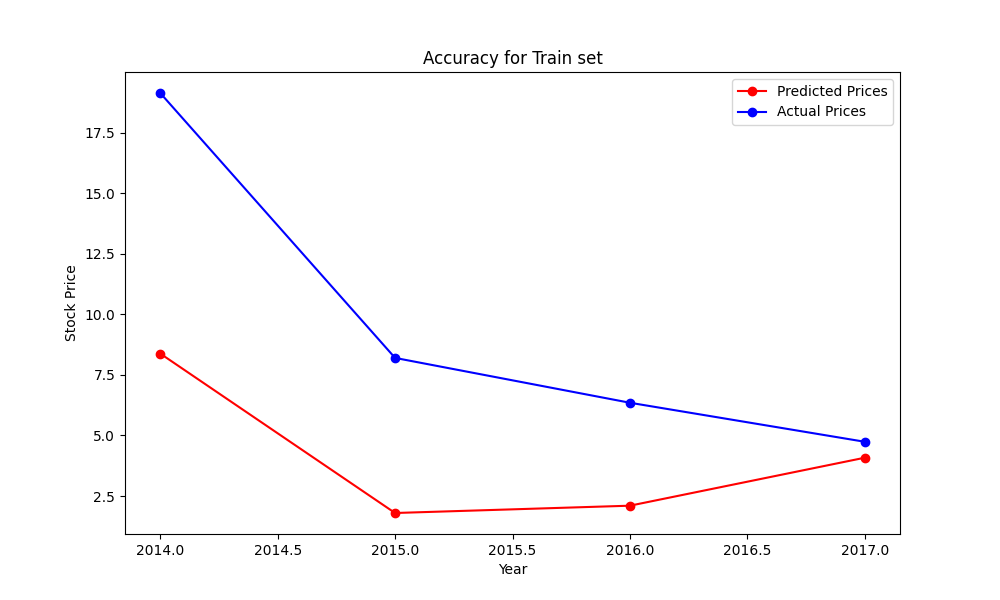 Accuracy for Train set
Predicted Prices
Actual Prices
17.5
15.0
12.5
10.0
7.5
5.0
2.5
Stock Price
2014.0 2014.5 2015.0 2015.5 2016.0 2016.5 2017.0
Year